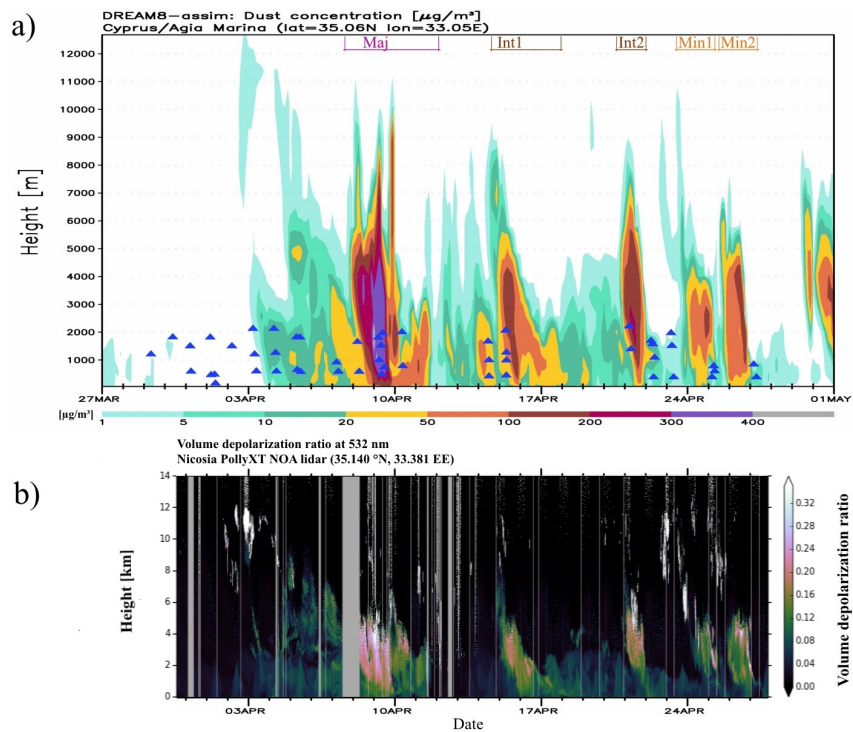 a)
DREAM8-assim: Dust concentration [µg/m³]
Cyprus/Agia Marina (lat=35.06N lon=33.05E)
Maj Int1 Int2 Min1 Min2
Height [m]
12000
11000
10000
9000
8000
7000
6000
5000
4000
3000
2000
1000
27MAR 03APR 10APR 17APR 24APR 01MAY
[µg/m³] 1 5 10 20 50 100 200 300 400
Volume depolarization ratio at 532 nm
Nicosia PollyXT NOA lidar (35.140 °N, 33.381 EE)
b)
Height [km]
14
12
10
8
6
4
2
0
03APR 10APR 17APR 24APR
Date
0.32
0.28
0.24
0.20
0.16
0.12
0.08
0.04
0.00
Volume depolarization ratio